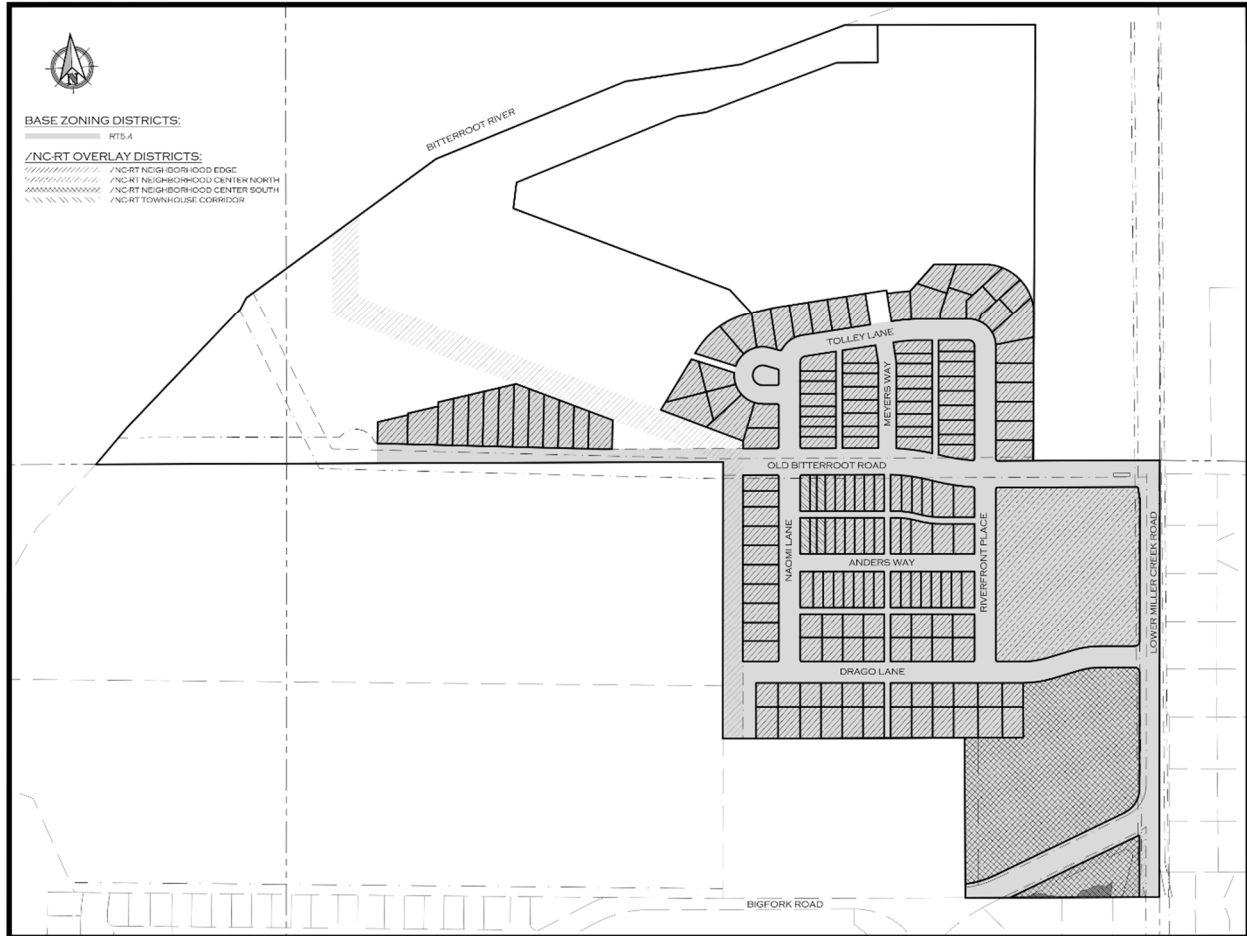 N
BASE ZONING DISTRICTS:
RT5.4
/NC-RT OVERLAY DISTRICTS:
/NC-RT NEIGHBORHOOD EDGE
/NC-RT NEIGHBORHOOD CENTER NORTH
/NC-RT NEIGHBORHOOD CENTER SOUTH
/NC-RT TOWNHOUSE CORRIDOR
BITTERROOT RIVER
TOLLEY LANE
MEYERS WAY
OLD BITTERROOT ROAD
NAOMI LANE
ANDERS WAY
RIVERFRONT PLACE
LOWER MILLER CREEK ROAD
DRAGO LANE
BIGFORK ROAD